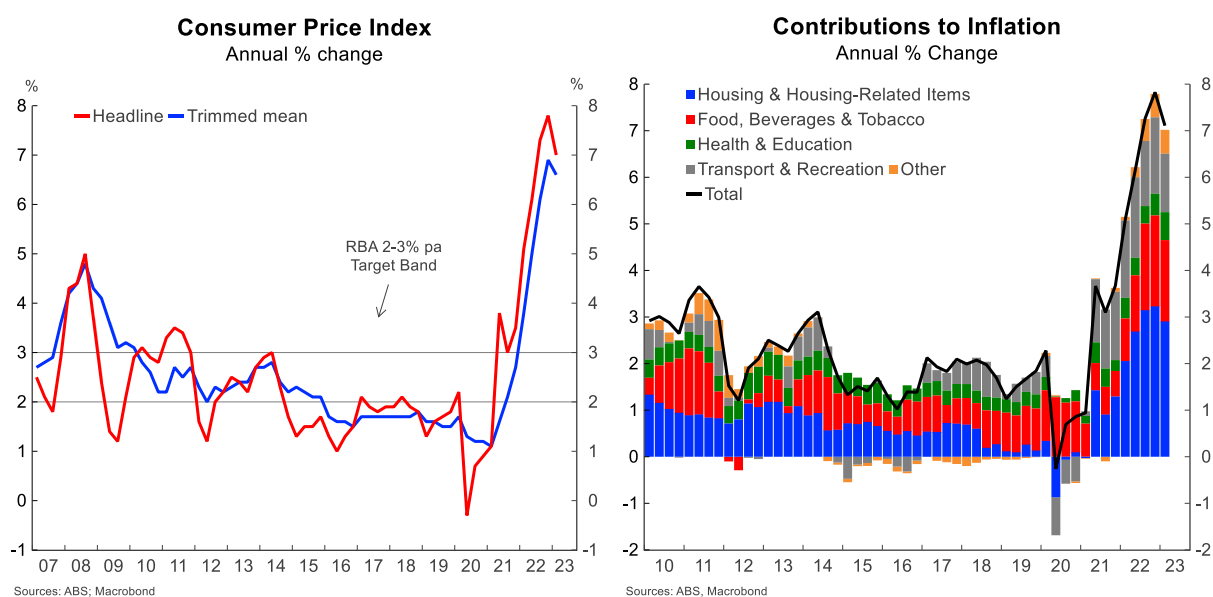 Consumer Price Index
Annual % change
%
%
8
8
Headline
Trimmed mean
7
7
6
6
RBA 2-3% pa
Target Band
5
5
4
4
3
3
2
2
1
1
0
0
-1
-1
07 08 09 10 11 12 13 14 15 16 17 18 19 20 21 22 23
Sources: ABS; Macrobond
Contributions to Inflation
Annual % Change
8
8
Housing & Housing-Related Items
Food, Beverages & Tobacco
Health & Education
Transport & Recreation
Other
Total
7
7
6
6
5
5
4
4
3
3
2
2
1
1
0
0
-1
-1
-2
-2
10 11 12 13 14 15 16 17 18 19 20 21 22 23
Sources: ABS, Macrobond